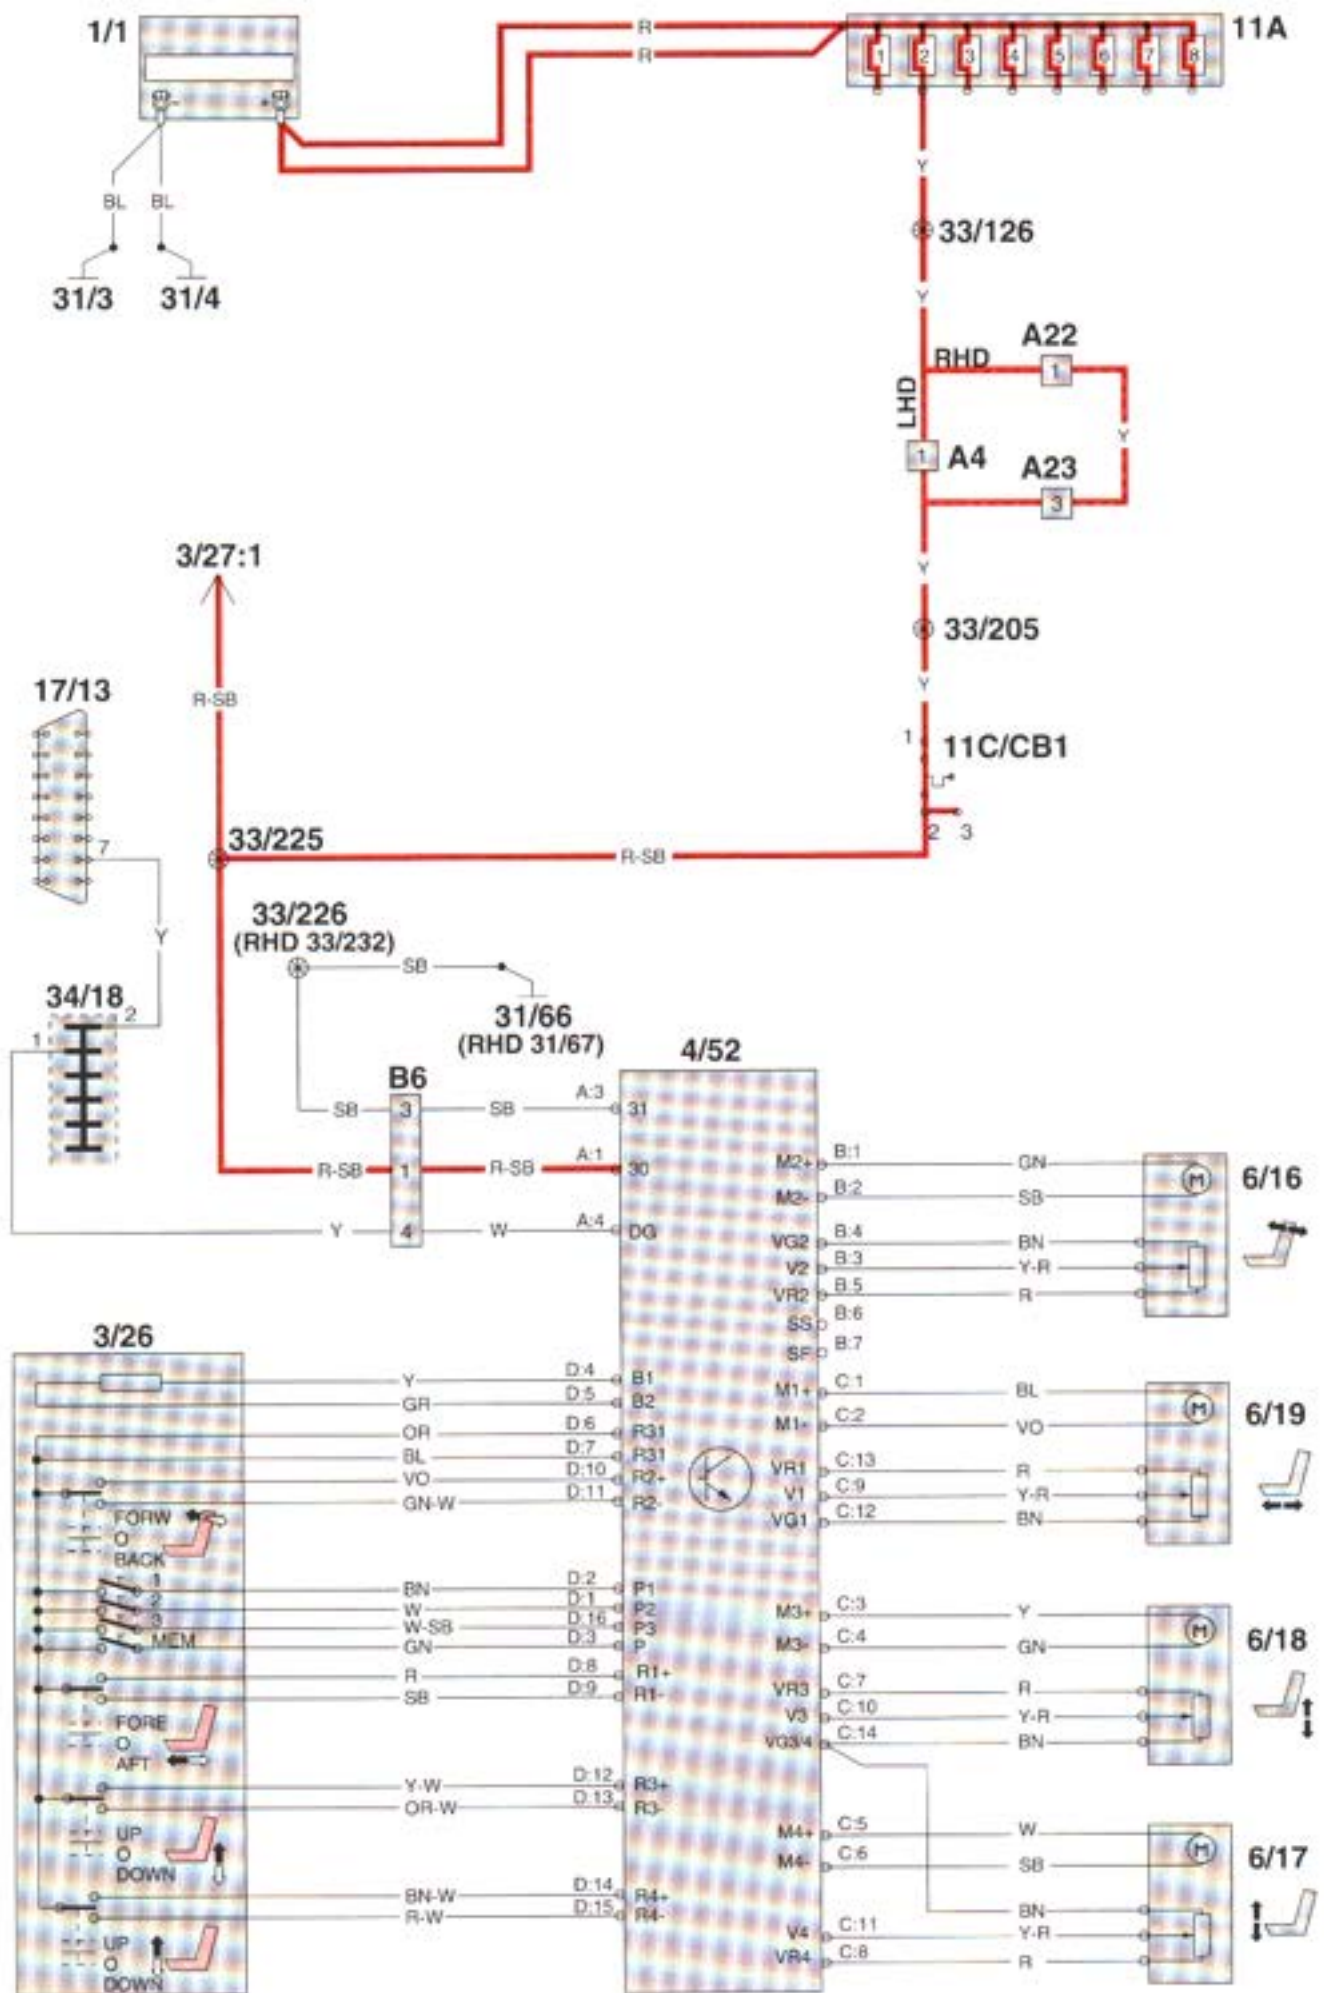 1/1
R
R
11A
1 2 3 4 5 6 7 8
- +
BL BL
31/3 31/4
Y
33/126
Y
RHD
A22
1
LHD
Y
1
A4
A23
3
Y
33/205
Y
3/27:1
R-SB
17/13
7
Y
1
11C/CB1
2 3
33/225
R-SB
33/226
(RHD 33/232)
SB
31/66
(RHD 31/67)
34/18
1 2
4/52
B6
SB 3 SB A:3 31
R-SB 1 R-SB A:1 30
Y 4 W A:4 DG
M2+ B:1 GN
M2- B:2 SB
VG2 B:4 BN
V2 B:3 Y-R
VR2 B:5 R
SS B:6
SF B:7
M
6/16
3/26
Y D:4 B1
GR D:5 B2
OR D:6 R31
BL D:7 R31
VO D:10 R2+
GN-W D:11 R2-
FORW
BACK
M1+ C:1 BL
M1- C:2 VO
VR1 C:13 R
V1 C:9 Y-R
VG1 C:12 BN
M
6/19
1 BN D:2 P1
2 W D:1 P2
3 W-SB D:16 P3
MEM GN D:3 P
R D:8 R1+
SB D:9 R1-
FORE
AFT
M3+ C:3 Y
M3- C:4 GN
VR3 C:7 R
V3 C:10 Y-R
VG3/4 C:14 BN
M
6/18
Y-W D:12 R3+
OR-W D:13 R3-
UP
DOWN
BN-W D:14 R4+
R-W D:15 R4-
UP
DOWN
M4+ C:5 W
M4- C:6 SB
BN
V4 C:11 Y-R
VR4 C:8 R
M
6/17